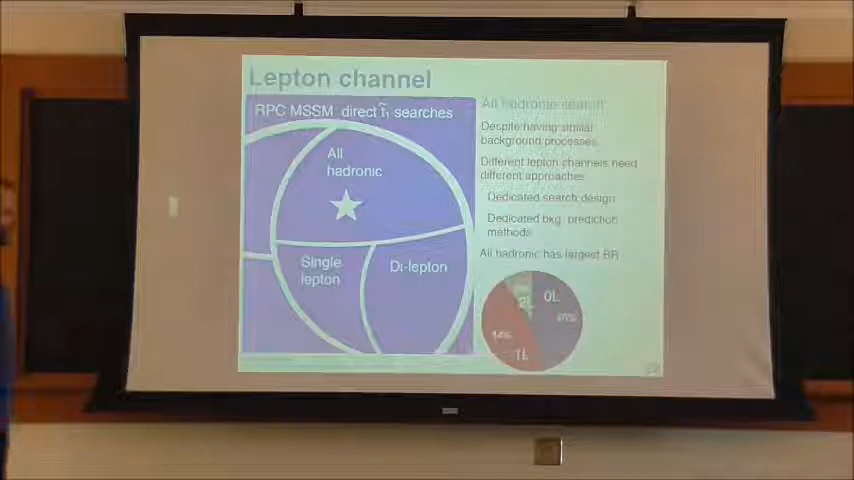 Lepton channel
RPC MSSM direct t̃₁ searches
All
hadronic
Single
lepton
Di-lepton
All hadronic search
Despite having similar
background processes
Different lepton channels need
different approaches
Dedicated search design
Dedicated bkg. prediction
methods
All hadronic has largest BR
0L
2L
1L